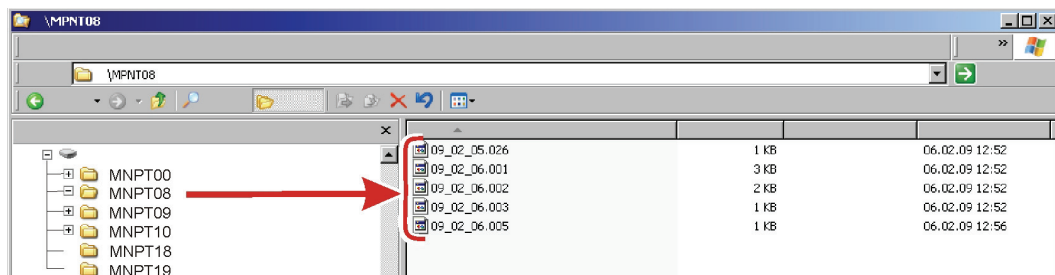 \MPNT08
»
\MPNT08
MNPT00
MNPT08
MNPT09
MNPT10
MNPT18
MNPT19
09_02_05.026 1 KB 06.02.09 12:52
09_02_06.001 3 KB 06.02.09 12:52
09_02_06.002 2 KB 06.02.09 12:52
09_02_06.003 1 KB 06.02.09 12:52
09_02_06.005 1 KB 06.02.09 12:56